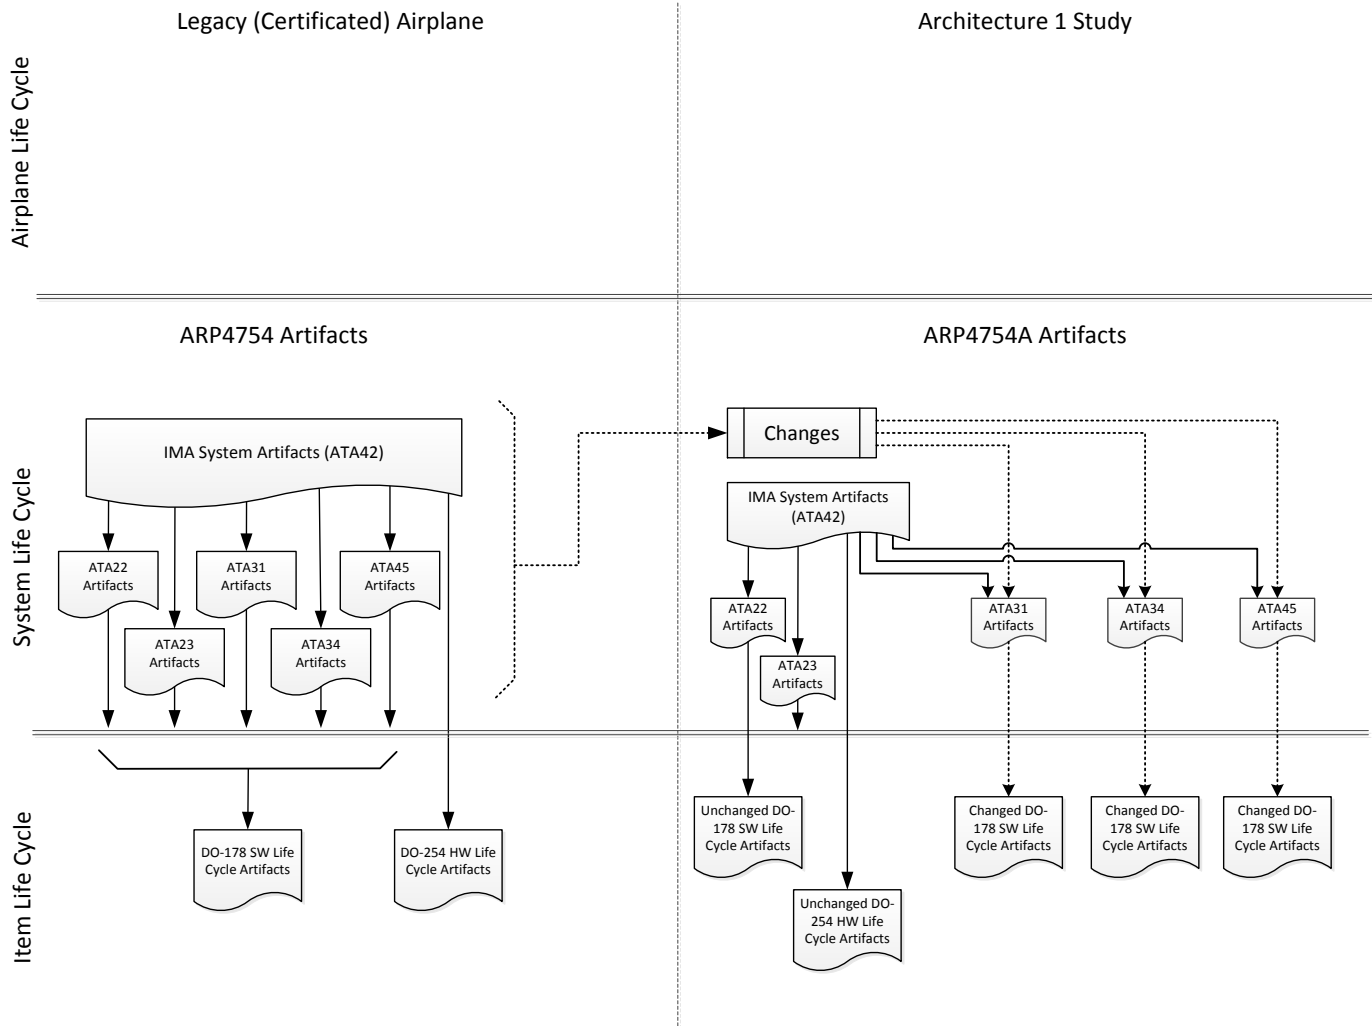 Legacy (Certificated) Airplane
Architecture 1 Study
Airplane Life Cycle
ARP4754 Artifacts
ARP4754A Artifacts
System Life Cycle
IMA System Artifacts (ATA42)
ATA22
Artifacts
ATA31
Artifacts
ATA45
Artifacts
ATA23
Artifacts
ATA34
Artifacts
Changes
IMA System Artifacts
(ATA42)
ATA22
Artifacts
ATA23
Artifacts
ATA31
Artifacts
ATA34
Artifacts
ATA45
Artifacts
Item Life Cycle
DO-178 SW Life
Cycle Artifacts
DO-254 HW Life
Cycle Artifacts
Unchanged DO-
178 SW Life
Cycle Artifacts
Unchanged DO-
254 HW Life
Cycle Artifacts
Changed DO-
178 SW Life
Cycle Artifacts
Changed DO-
178 SW Life
Cycle Artifacts
Changed DO-
178 SW Life
Cycle Artifacts